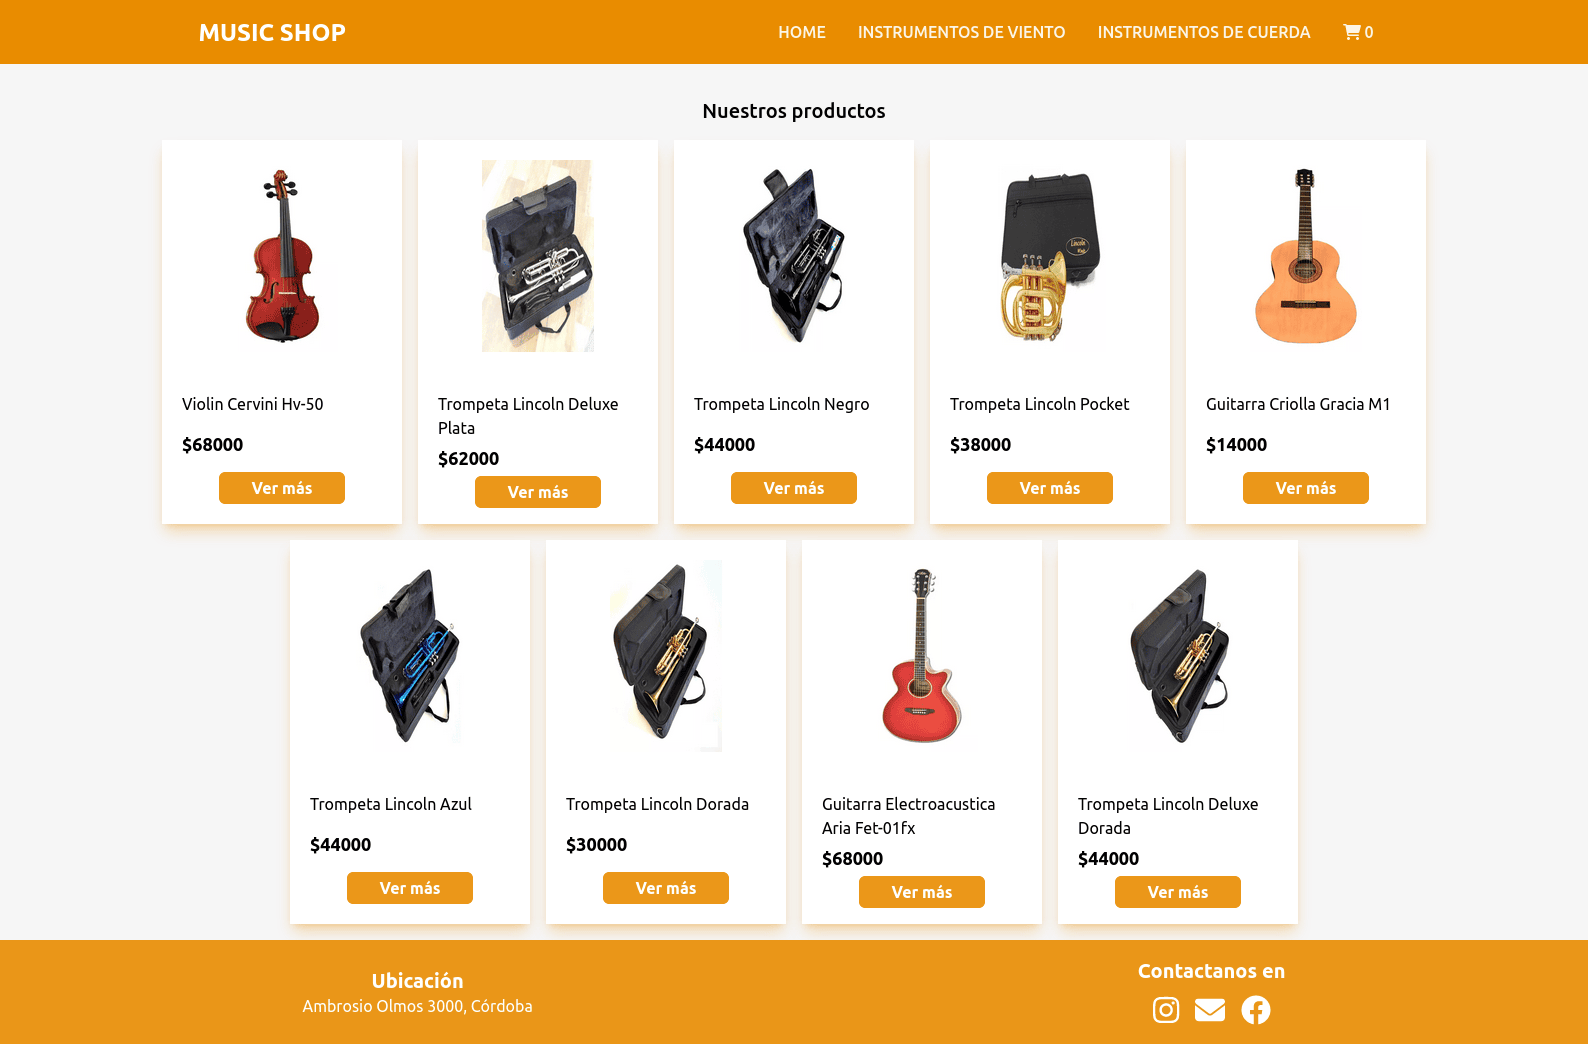 MUSIC SHOP
HOME
INSTRUMENTOS DE VIENTO
INSTRUMENTOS DE CUERDA
0
Nuestros productos
Lincoln
Violin Cervini Hv-50
$68000
Ver más
Trompeta Lincoln Deluxe
Plata
$62000
Ver más
Trompeta Lincoln Negro
$44000
Ver más
Trompeta Lincoln Pocket
$38000
Ver más
Guitarra Criolla Gracia M1
$14000
Ver más
Trompeta Lincoln Azul
$44000
Ver más
Trompeta Lincoln Dorada
$30000
Ver más
Guitarra Electroacustica
Aria Fet-01fx
$68000
Ver más
Trompeta Lincoln Deluxe
Dorada
$44000
Ver más
Ubicación
Ambrosio Olmos 3000, Córdoba
Contactanos en